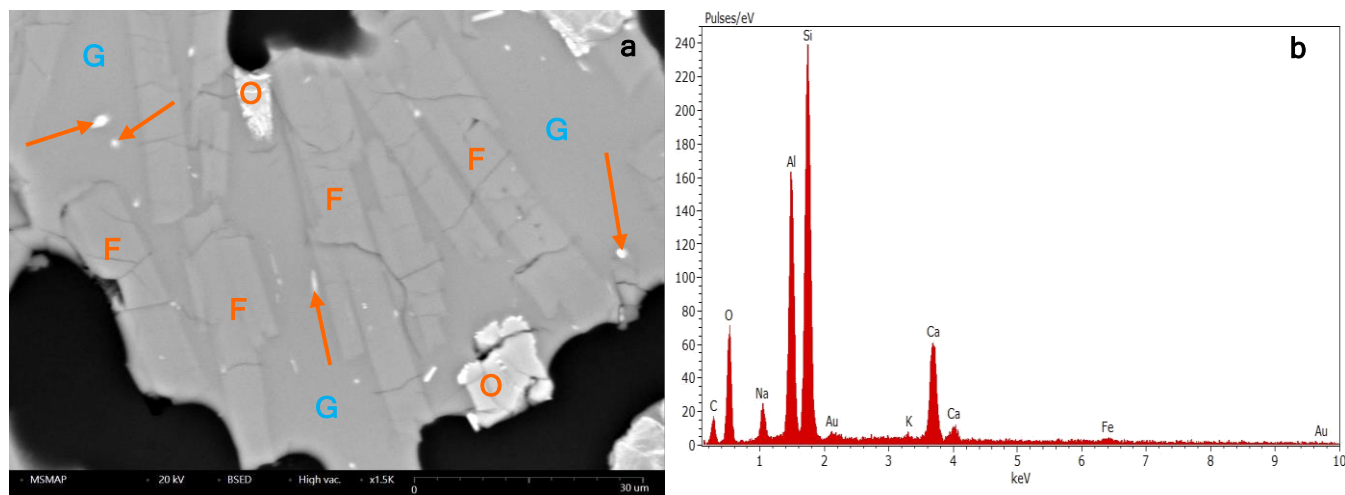 a
G
O
G
F
F
F
F
O
G
MSMAP 20 kV BSED High vac. x1.5K 0 30 um
Pulses/eV
b
240
220
200
180
160
140
120
100
80
60
40
20
0
Si
Al
O
Ca
Na
C
Au
K
Ca
Fe
Au
1 2 3 4 5 6 7 8 9 10
keV